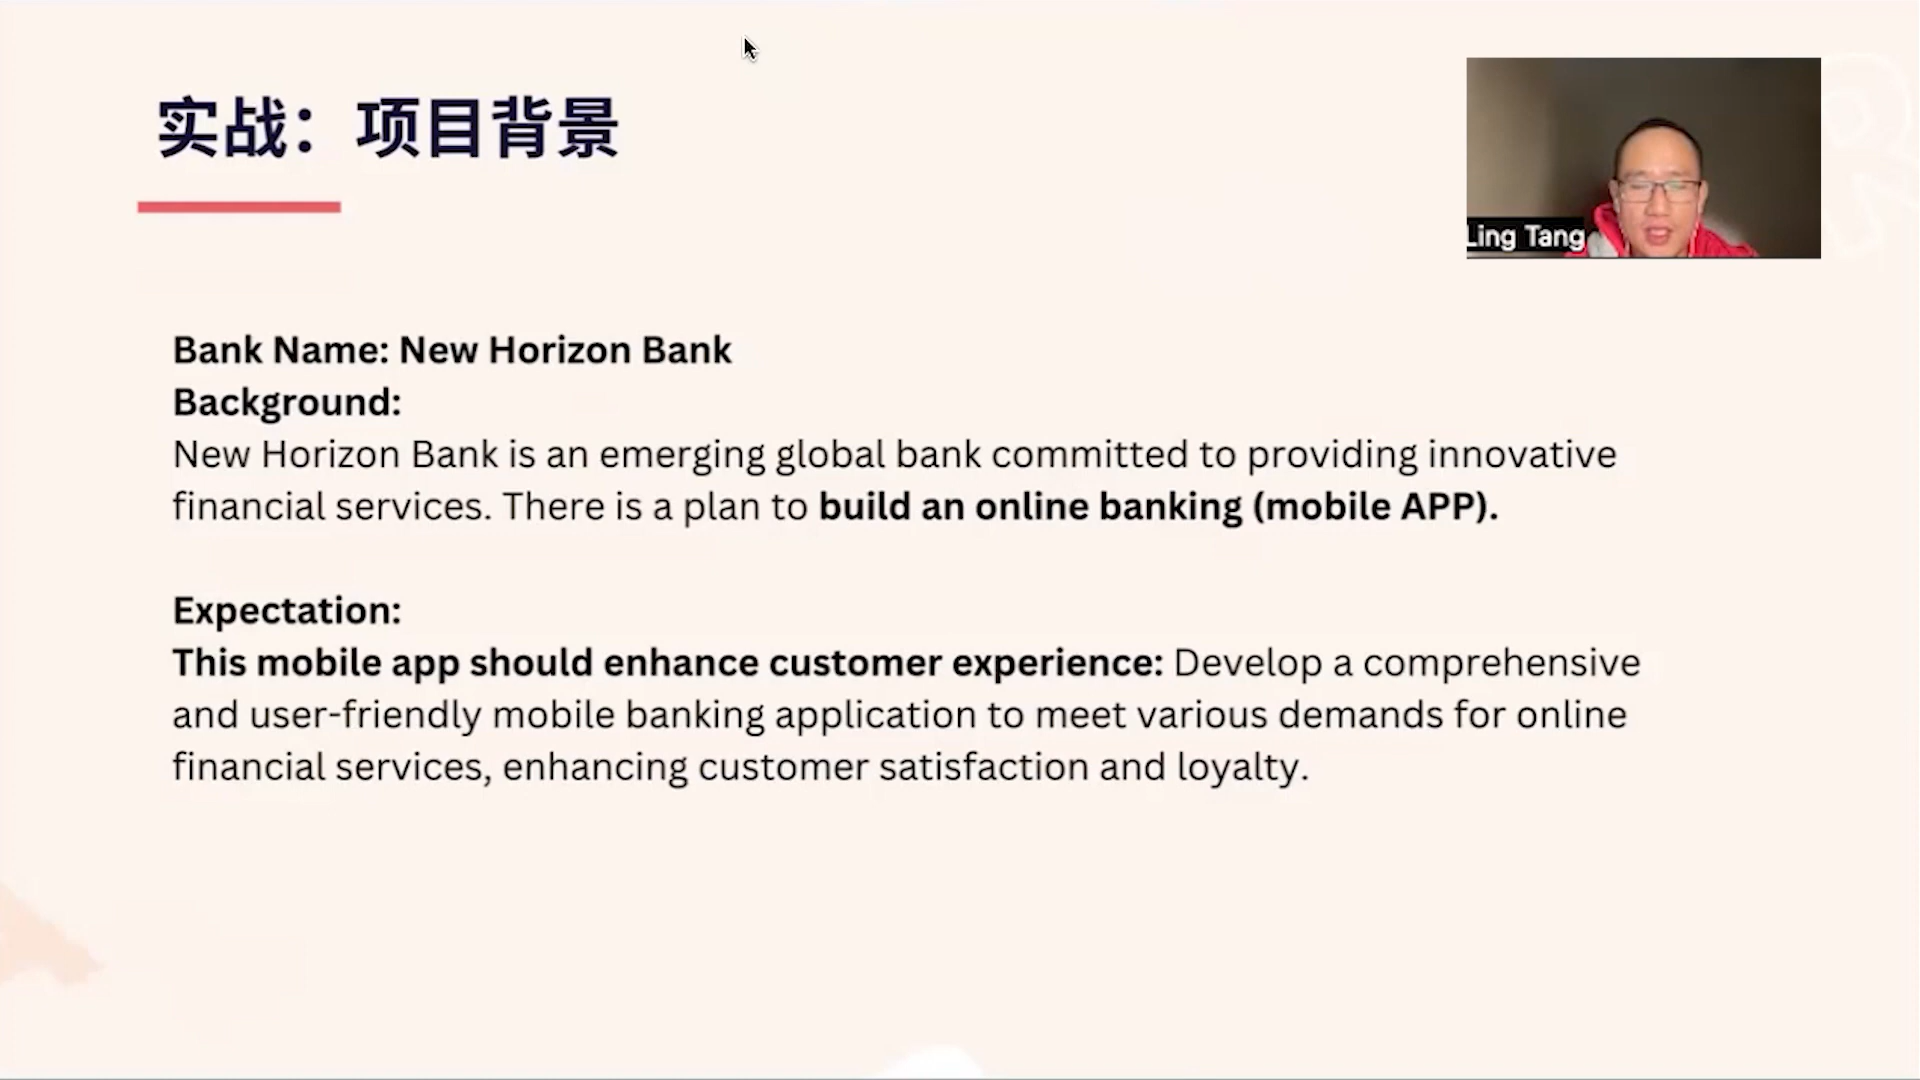 实战：项目背景
Ling Tang
Bank Name: New Horizon Bank
Background:
New Horizon Bank is an emerging global bank committed to providing innovative
financial services. There is a plan to build an online banking (mobile APP).
Expectation:
This mobile app should enhance customer experience: Develop a comprehensive
and user-friendly mobile banking application to meet various demands for online
financial services, enhancing customer satisfaction and loyalty.